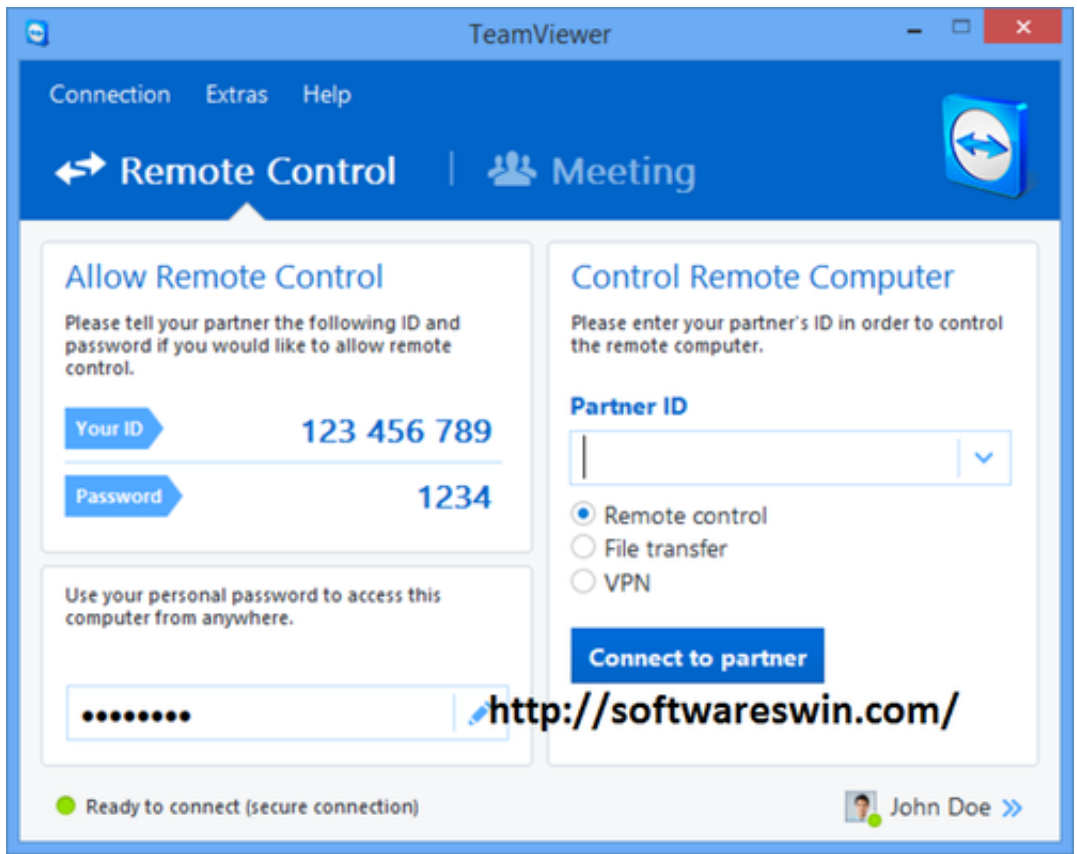 TeamViewer
Connection Extras Help
Remote Control | Meeting
Allow Remote Control
Please tell your partner the following ID and
password if you would like to allow remote
control.
Your ID 123 456 789
Password 1234
Use your personal password to access this
computer from anywhere.
••••••••
Control Remote Computer
Please enter your partner's ID in order to control
the remote computer.
Partner ID
Remote control
File transfer
VPN
Connect to partner
http://softwareswin.com/
Ready to connect (secure connection)
John Doe